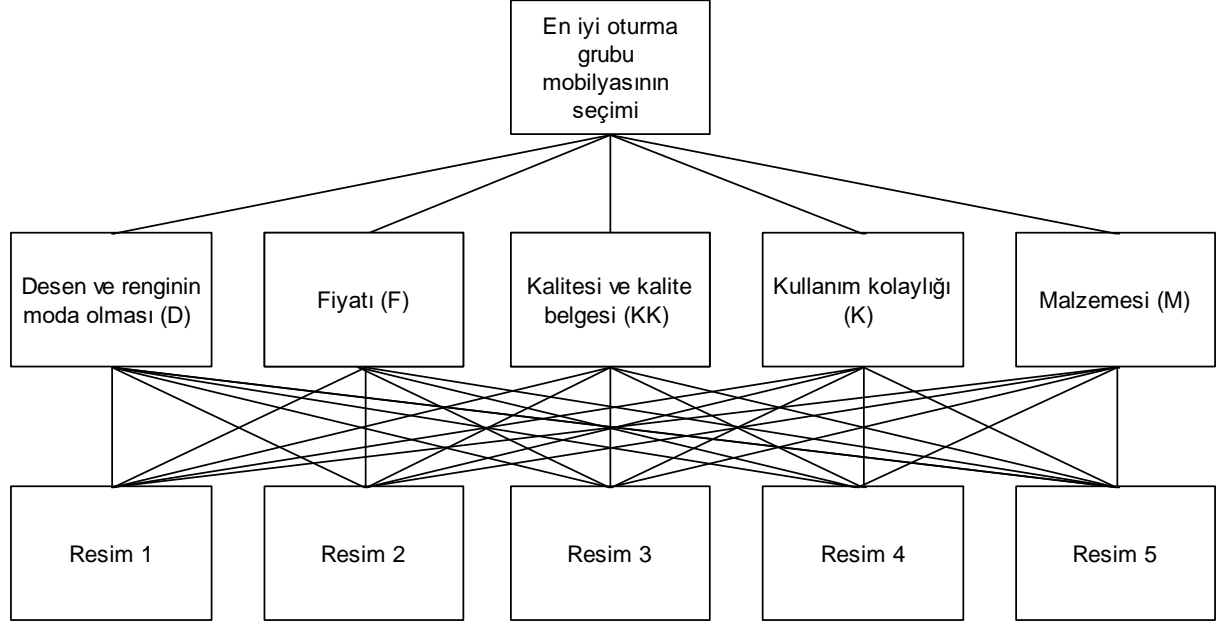 En iyi oturma
grubu
mobilyasının
seçimi
Desen ve renginin
moda olması (D)
Fiyatı (F)
Kalitesi ve kalite
belgesi (KK)
Kullanım kolaylığı
(K)
Malzemesi (M)
Resim 1
Resim 2
Resim 3
Resim 4
Resim 5